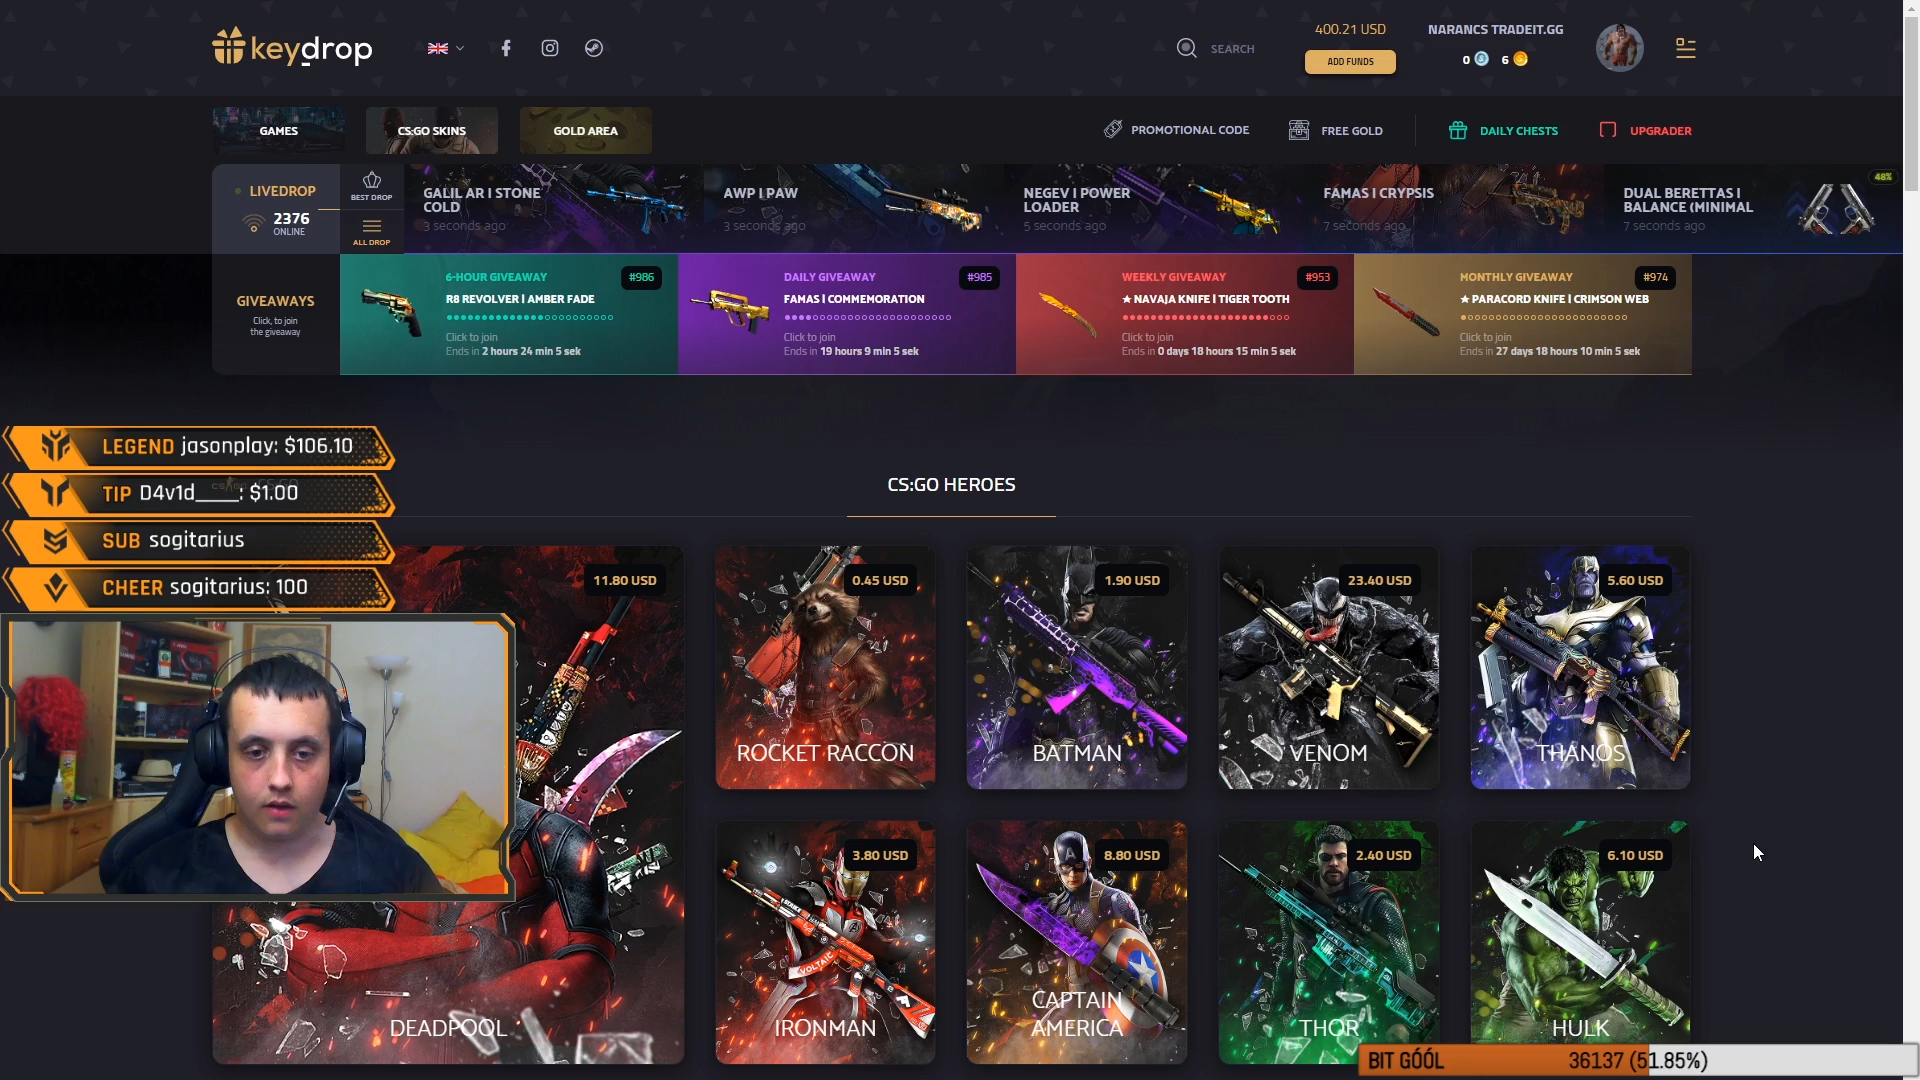 keydrop
SEARCH
400.21 USD
ADD FUNDS
NARANCS TRADEIT.GG
0 6
GAMES
CS:GO SKINS
GOLD AREA
PROMOTIONAL CODE
FREE GOLD
DAILY CHESTS
UPGRADER
LIVEDROP
2376
ONLINE
BEST DROP
ALL DROP
GALIL AR | STONE
COLD
3 seconds ago
AWP | PAW
3 seconds ago
NEGEV | POWER
LOADER
5 seconds ago
FAMAS | CRYPSIS
7 seconds ago
DUAL BERETTAS |
BALANCE (MINIMAL
7 seconds ago
48%
GIVEAWAYS
Click, to join
the giveaway
6-HOUR GIVEAWAY
#986
R8 REVOLVER | AMBER FADE
Click to join
Ends in 2 hours 24 min 5 sek
DAILY GIVEAWAY
#985
FAMAS | COMMEMORATION
Click to join
Ends in 19 hours 9 min 5 sek
WEEKLY GIVEAWAY
#953
★ NAVAJA KNIFE | TIGER TOOTH
Click to join
Ends in 0 days 18 hours 15 min 5 sek
MONTHLY GIVEAWAY
#974
★ PARACORD KNIFE | CRIMSON WEB
Click to join
Ends in 27 days 18 hours 10 min 5 sek
LEGEND jasonplay: $106.10
TIP D4v1d____: $1.00
SUB sogitarius
CHEER sogitarius: 100
CS:GO HEROES
11.80 USD
DEADPOOL
0.45 USD
ROCKET RACCON
1.90 USD
BATMAN
23.40 USD
VENOM
5.60 USD
THANOS
3.80 USD
VOLTAIC
IRONMAN
8.80 USD
CAPTAIN
AMERICA
2.40 USD
THOR
6.10 USD
HULK
BIT GÓÓL
36137 (51.85%)